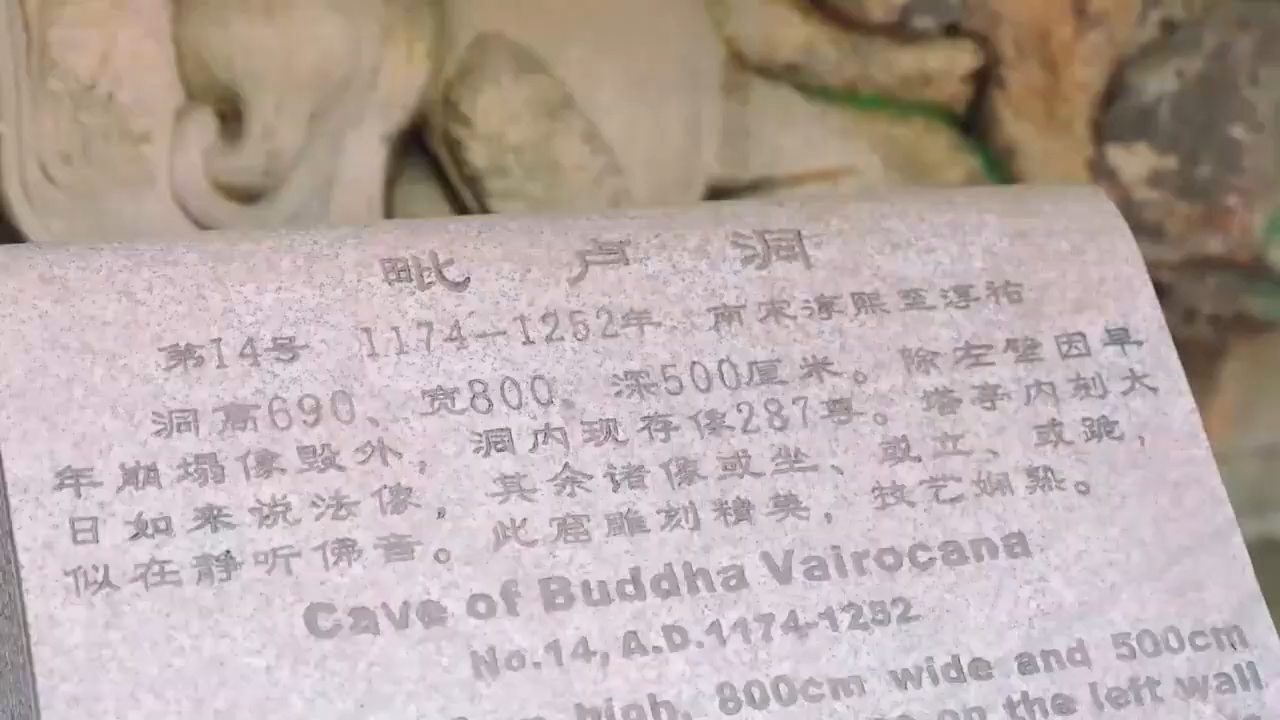 毗 卢 洞
第14号 1174—1252年 南宋淳熙至淳祐
洞高690、宽800、深500厘米。除左壁因早
年崩塌像毁外，洞内现存像287尊。塔亭内刻大
日如来说法像，其余诸像或坐、或立、或跪，
似在静听佛音。此窟雕刻精美，技艺娴熟。
Cave of Buddha Vairocana
No.14, A.D.1174-1252
high, 800cm wide and 500cm
on the left wall